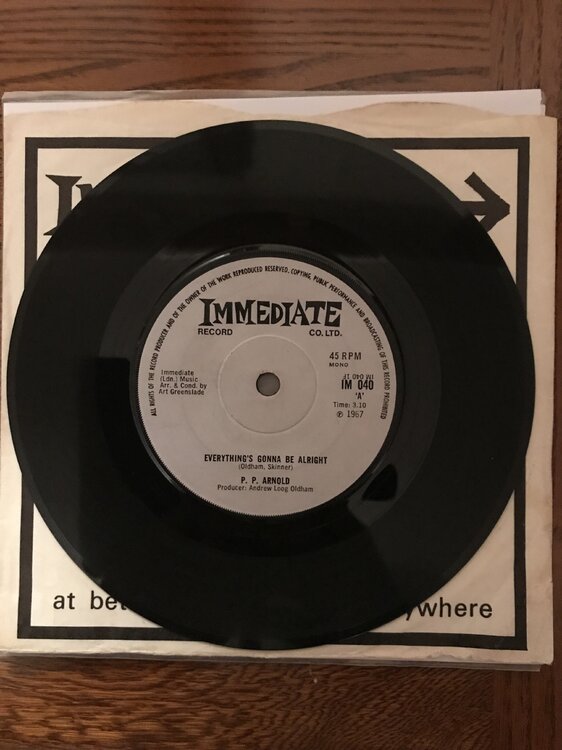 ALL RIGHTS OF THE RECORD PRODUCER AND OF THE OWNER OF THE WORK REPRODUCED RESERVED. COPYING, PUBLIC PERFORMANCE AND BROADCASTING OF THIS RECORD PROHIBITED
IMMEDIATE
RECORD CO. LTD.
45 RPM
MONO
Immediate
(Ldn.) Music
Arr. & Cond. by
Art Greenslade
IM 040 1T
IM 040
'A'
Time: 3.10
℗ 1967
EVERYTHING'S GONNA BE ALRIGHT
(Oldham, Skinner)
P. P. ARNOLD
Producer: Andrew Loog Oldham
at